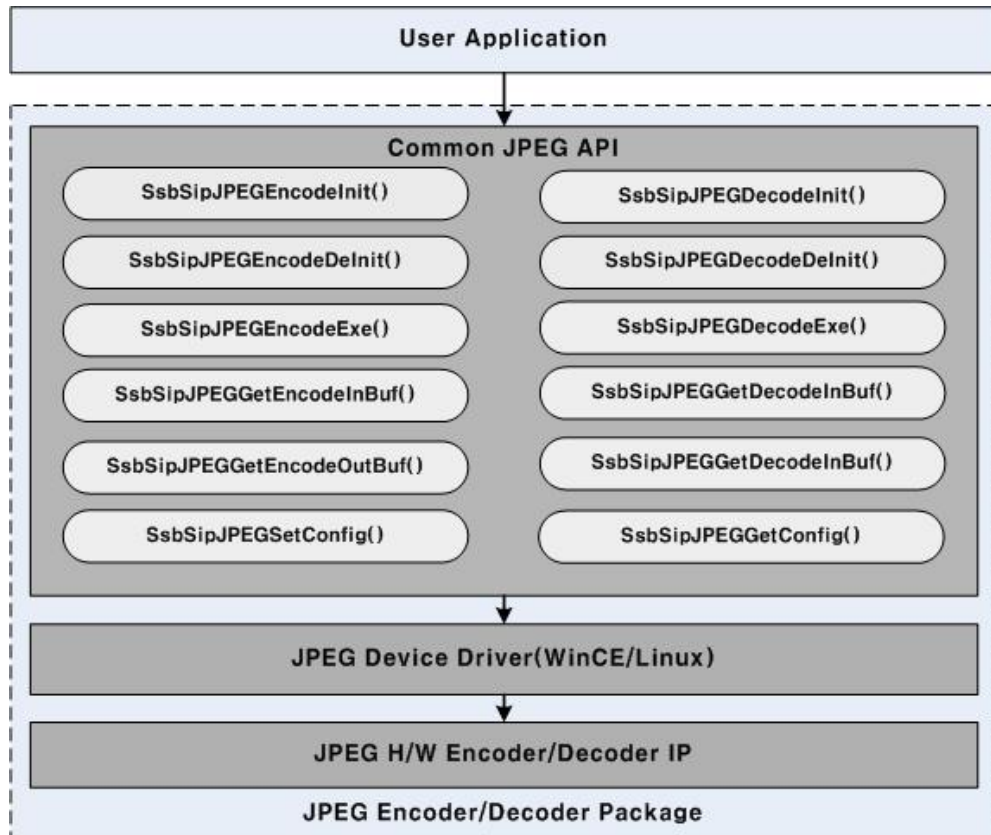 User Application
Common JPEG API
SsbSipJPEGEncodeInit()
SsbSipJPEGDecodeInit()
SsbSipJPEGEncodeDeInit()
SsbSipJPEGDecodeDeInit()
SsbSipJPEGEncodeExe()
SsbSipJPEGDecodeExe()
SsbSipJPEGGetEncodeInBuf()
SsbSipJPEGGetDecodeInBuf()
SsbSipJPEGGetEncodeOutBuf()
SsbSipJPEGGetDecodeInBuf()
SsbSipJPEGSetConfig()
SsbSipJPEGGetConfig()
JPEG Device Driver(WinCE/Linux)
JPEG H/W Encoder/Decoder IP
JPEG Encoder/Decoder Package